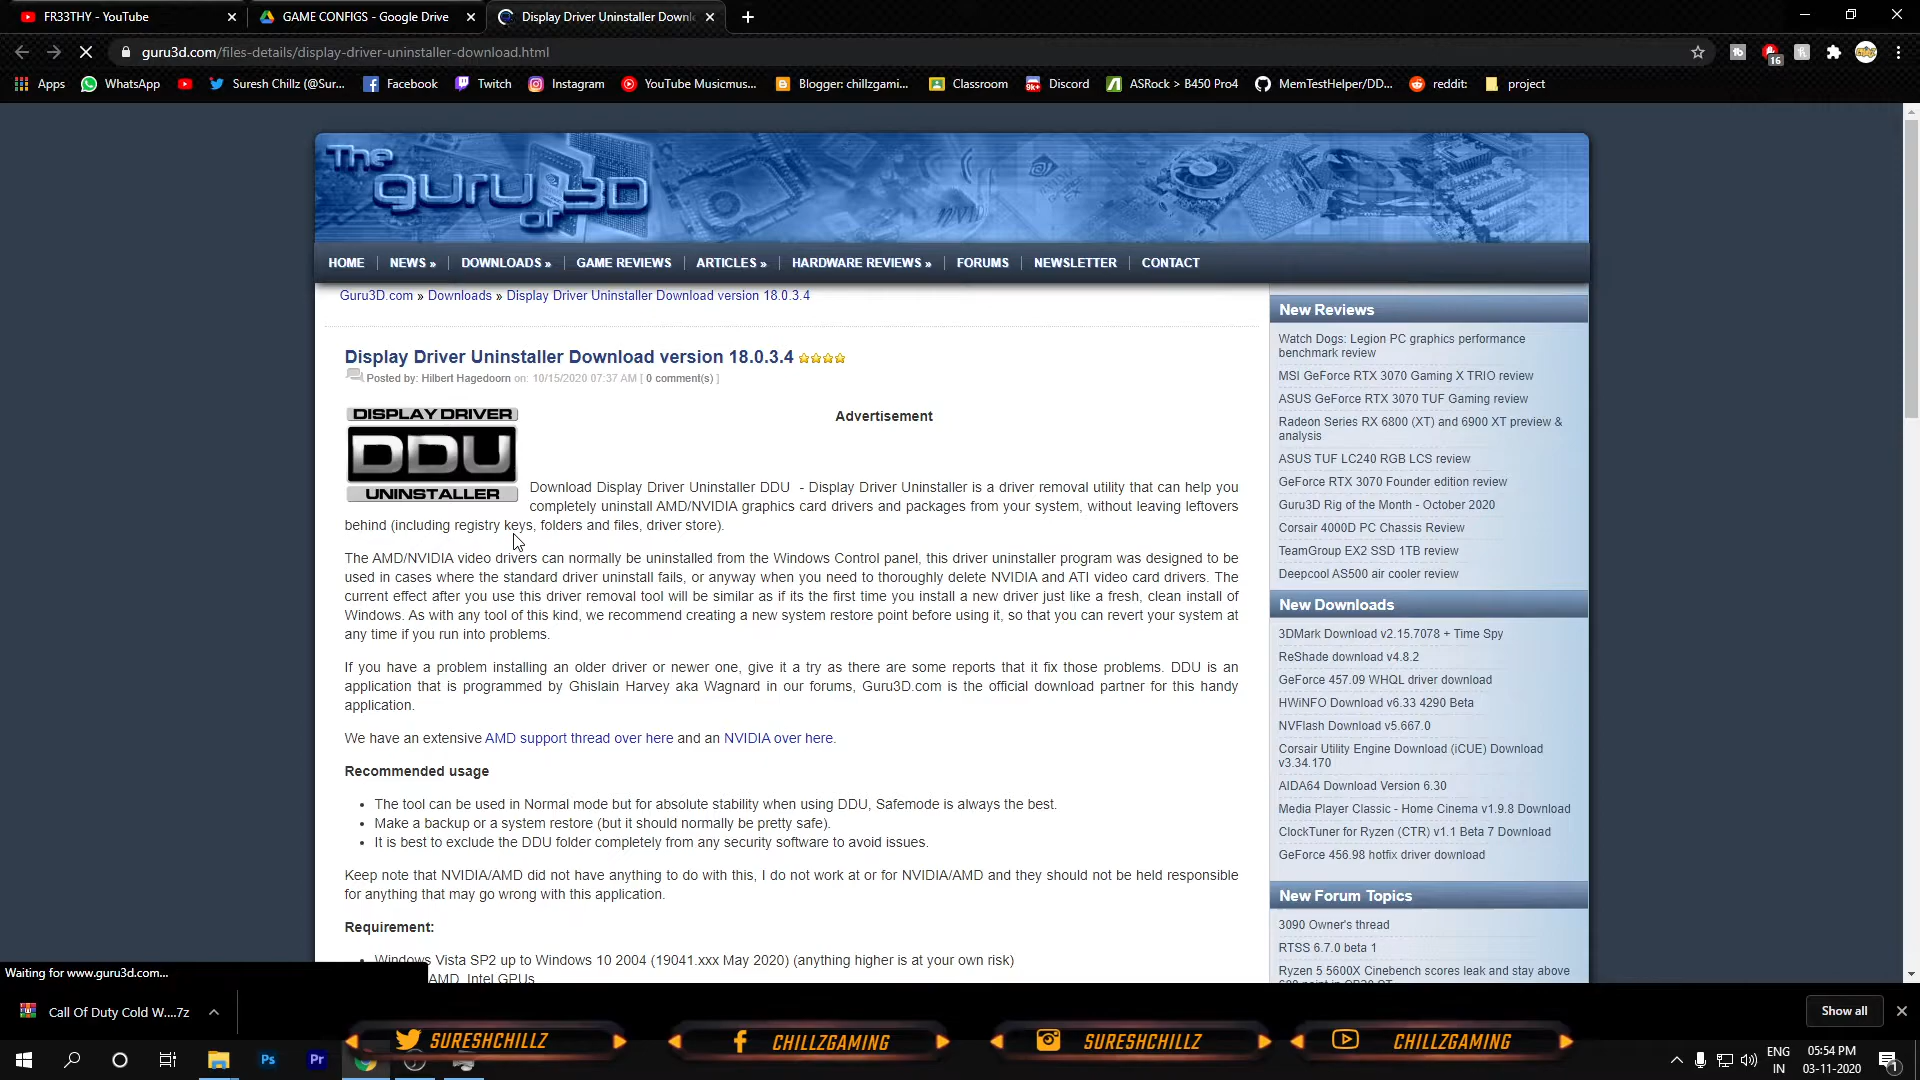 FR33THY - YouTube
GAME CONFIGS - Google Drive
Display Driver Uninstaller Downl
guru3d.com/files-details/display-driver-uninstaller-download.html
16
Apps
WhatsApp
Suresh Chillz (@Sur...
Facebook
Twitch
Instagram
YouTube Musicmus...
Blogger: chillzgami...
Classroom
9k+
Discord
ASRock > B450 Pro4
MemTestHelper/DD...
reddit:
project
The guru of 3D
HOME
NEWS »
DOWNLOADS »
GAME REVIEWS
ARTICLES »
HARDWARE REVIEWS »
FORUMS
NEWSLETTER
CONTACT
Guru3D.com » Downloads » Display Driver Uninstaller Download version 18.0.3.4
Display Driver Uninstaller Download version 18.0.3.4
Posted by: Hilbert Hagedoorn on: 10/15/2020 07:37 AM [ 0 comment(s) ]
DISPLAY DRIVER
DDU
UNINSTALLER
Advertisement
Download Display Driver Uninstaller DDU - Display Driver Uninstaller is a driver removal utility that can help you
completely uninstall AMD/NVIDIA graphics card drivers and packages from your system, without leaving leftovers
behind (including registry keys, folders and files, driver store).
The AMD/NVIDIA video drivers can normally be uninstalled from the Windows Control panel, this driver uninstaller program was designed to be
used in cases where the standard driver uninstall fails, or anyway when you need to thoroughly delete NVIDIA and ATI video card drivers. The
current effect after you use this driver removal tool will be similar as if its the first time you install a new driver just like a fresh, clean install of
Windows. As with any tool of this kind, we recommend creating a new system restore point before using it, so that you can revert your system at
any time if you run into problems.
If you have a problem installing an older driver or newer one, give it a try as there are some reports that it fix those problems. DDU is an
application that is programmed by Ghislain Harvey aka Wagnard in our forums, Guru3D.com is the official download partner for this handy
application.
We have an extensive AMD support thread over here and an NVIDIA over here.
Recommended usage
• The tool can be used in Normal mode but for absolute stability when using DDU, Safemode is always the best.
• Make a backup or a system restore (but it should normally be pretty safe).
• It is best to exclude the DDU folder completely from any security software to avoid issues.
Keep note that NVIDIA/AMD did not have anything to do with this, I do not work at or for NVIDIA/AMD and they should not be held responsible
for anything that may go wrong with this application.
Requirement:
Windows Vista SP2 up to Windows 10 2004 (19041.xxx May 2020) (anything higher is at your own risk)
AMD, Intel GPUs
New Reviews
Watch Dogs: Legion PC graphics performance
benchmark review
MSI GeForce RTX 3070 Gaming X TRIO review
ASUS GeForce RTX 3070 TUF Gaming review
Radeon Series RX 6800 (XT) and 6900 XT preview &
analysis
ASUS TUF LC240 RGB LCS review
GeForce RTX 3070 Founder edition review
Guru3D Rig of the Month - October 2020
Corsair 4000D PC Chassis Review
TeamGroup EX2 SSD 1TB review
Deepcool AS500 air cooler review
New Downloads
3DMark Download v2.15.7078 + Time Spy
ReShade download v4.8.2
GeForce 457.09 WHQL driver download
HWiNFO Download v6.33 4290 Beta
NVFlash Download v5.667.0
Corsair Utility Engine Download (iCUE) Download
v3.34.170
AIDA64 Download Version 6.30
Media Player Classic - Home Cinema v1.9.8 Download
ClockTuner for Ryzen (CTR) v1.1 Beta 7 Download
GeForce 456.98 hotfix driver download
New Forum Topics
3090 Owner's thread
RTSS 6.7.0 beta 1
Ryzen 5 5600X Cinebench scores leak and stay above
Waiting for www.guru3d.com...
Call Of Duty Cold W....7z
Show all
SURESHCHILLZ
CHILLZGAMING
SURESHCHILLZ
CHILLZGAMING
Ps
Pr
ENG
IN
05:54 PM
03-11-2020
1